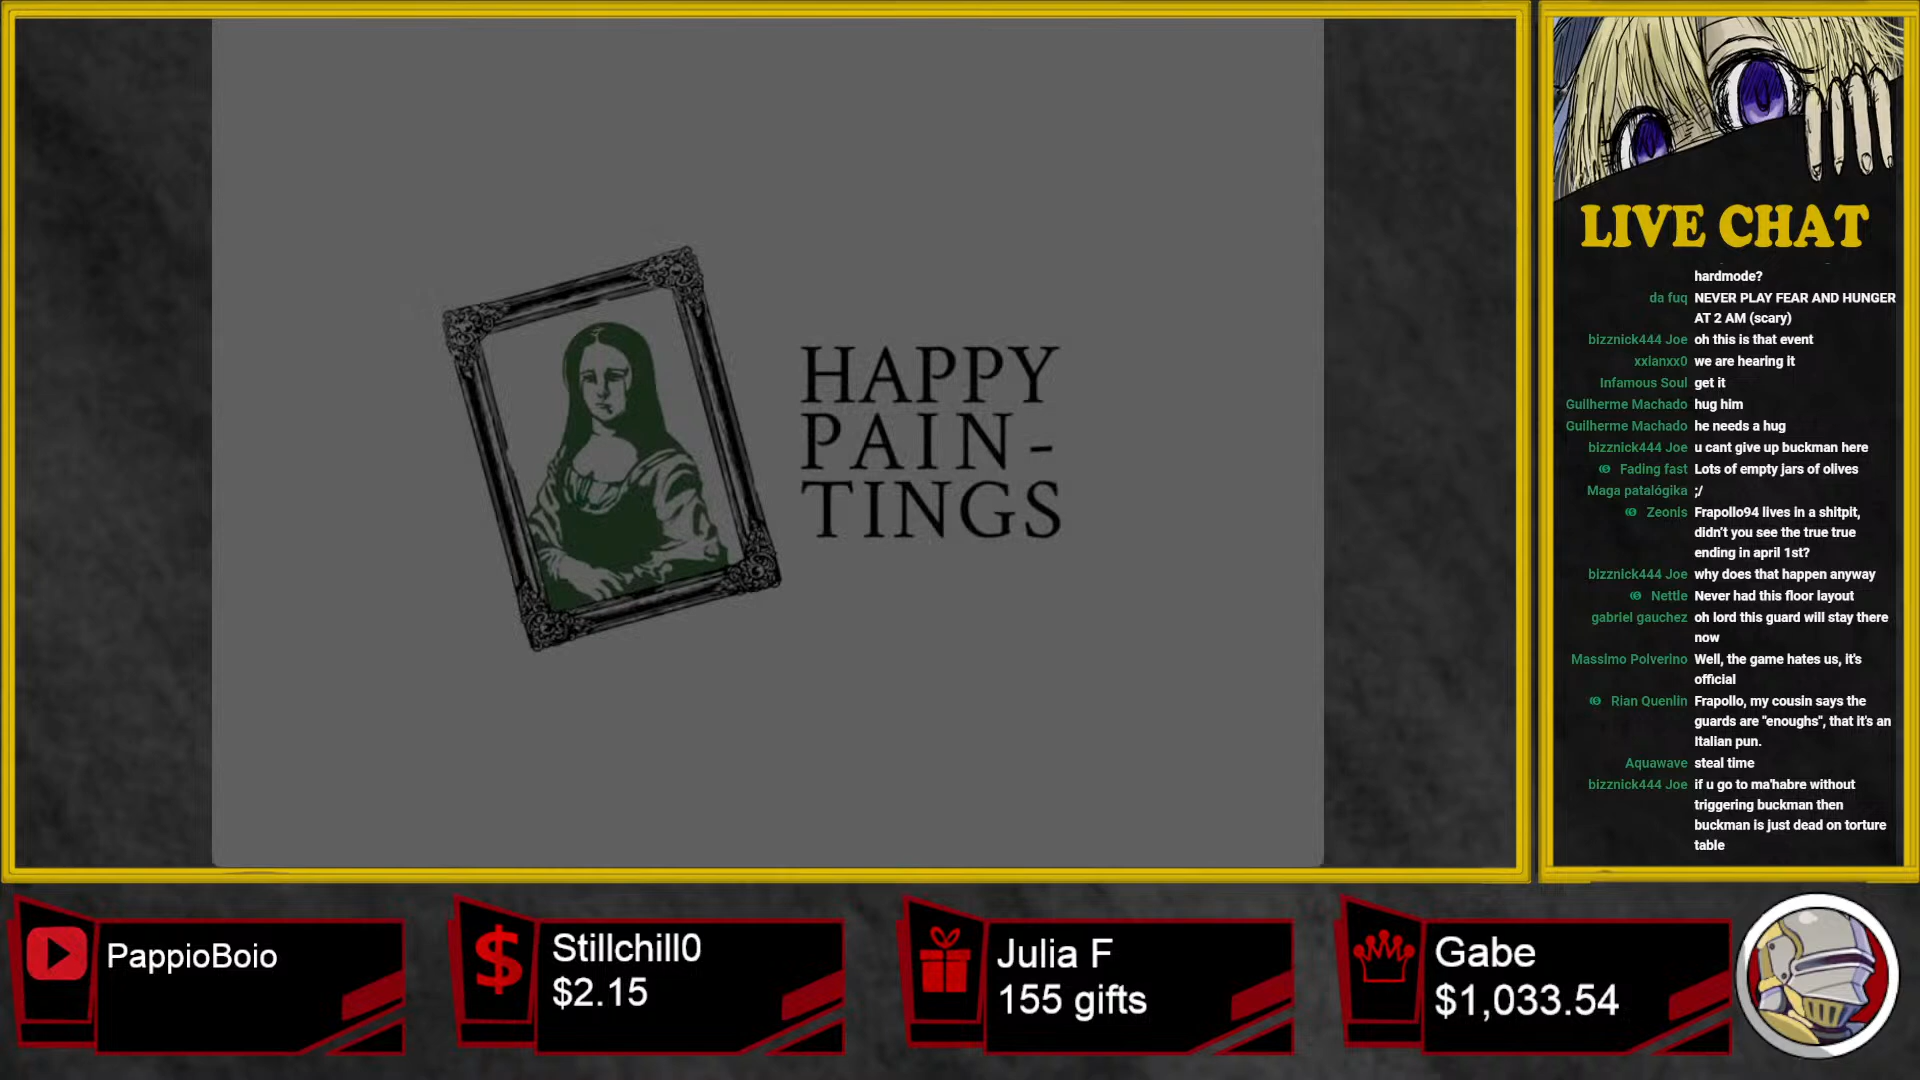 HAPPY
PAIN-
TINGS
LIVE CHAT
hardmode?
da fuq NEVER PLAY FEAR AND HUNGER
AT 2 AM (scary)
bizznick444 Joe oh this is that event
xxianxx0 we are hearing it
Infamous Soul get it
Guilherme Machado hug him
Guilherme Machado he needs a hug
bizznick444 Joe u cant give up buckman here
Fading fast Lots of empty jars of olives
Maga patalógika ;/
Zeonis Frapollo94 lives in a shitpit,
didn't you see the true true
ending in april 1st?
bizznick444 Joe why does that happen anyway
Nettle Never had this floor layout
gabriel gauchez oh lord this guard will stay there
now
Massimo Polverino Well, the game hates us, it's
official
Rian Quenlin Frapollo, my cousin says the
guards are "enoughs", that it's an
Italian pun.
Aquawave steal time
bizznick444 Joe if u go to ma'habre without
triggering buckman then
buckman is just dead on torture
table
PappioBoio
$
Stillchill0
$2.15
Julia F
155 gifts
Gabe
$1,033.54